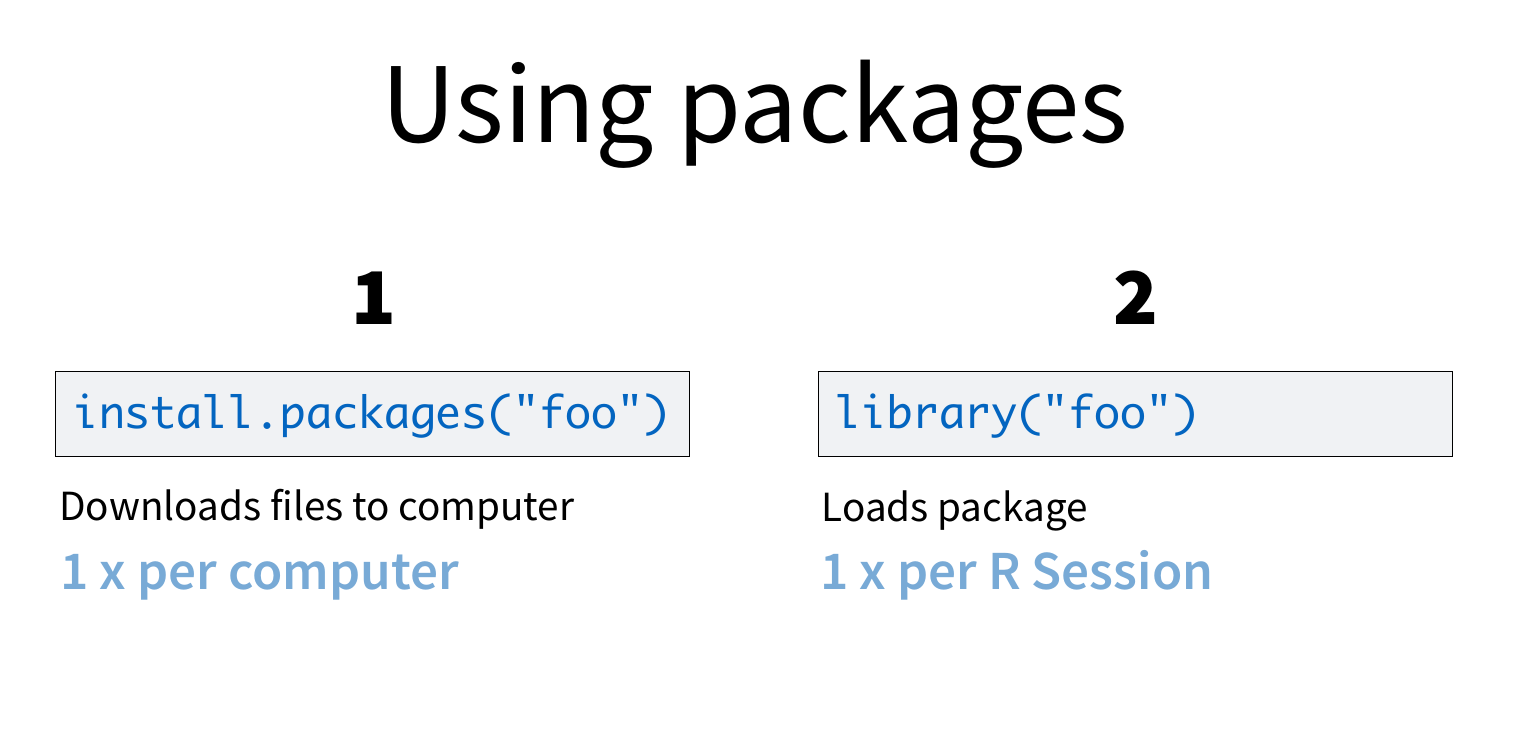 Using packages
1
install.packages("foo")
Downloads files to computer
1 x per computer
2
library("foo")
Loads package
1 x per R Session